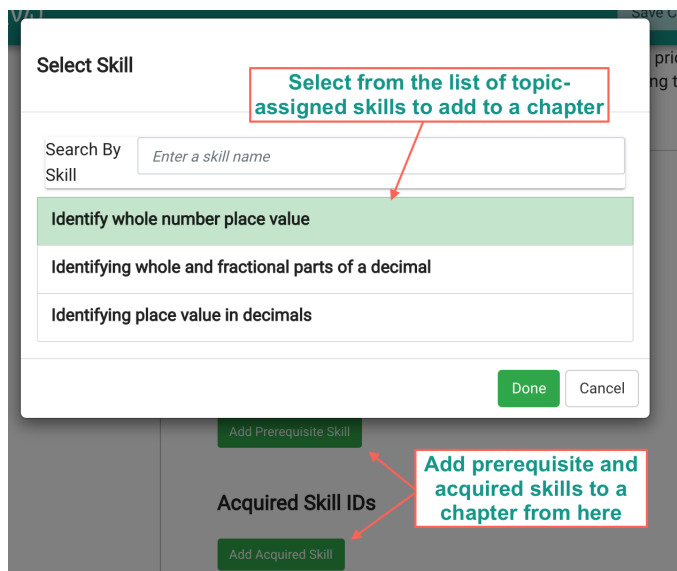 Save C
Select Skill
Select from the list of topic-
assigned skills to add to a chapter
Search By
Skill
Enter a skill name
Identify whole number place value
Identifying whole and fractional parts of a decimal
Identifying place value in decimals
Done
Cancel
Add Prerequisite Skill
Add prerequisite and
acquired skills to a
chapter from here
Acquired Skill IDs
Add Acquired Skill